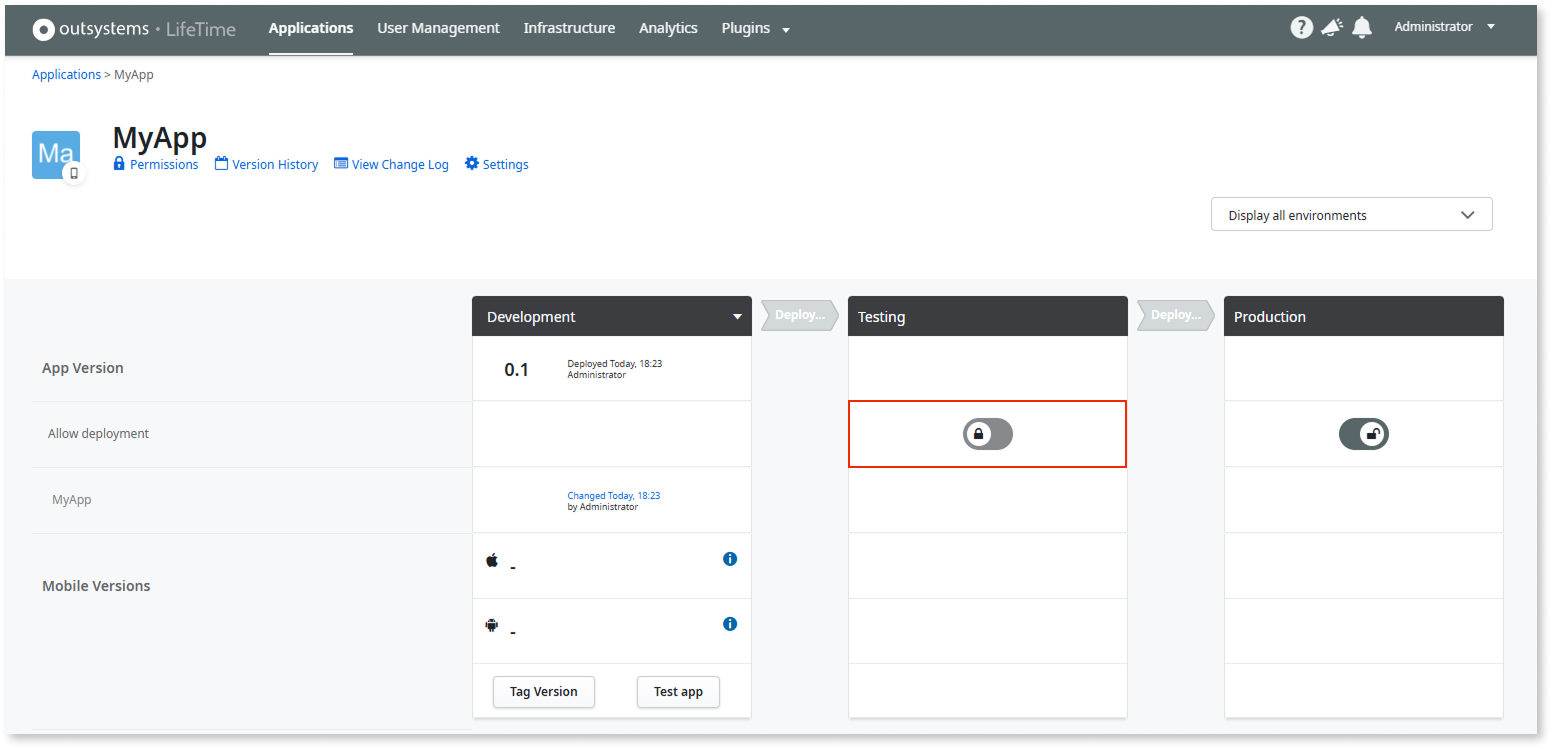 outsystems · LifeTime Applications User Management Infrastructure Analytics Plugins ? Administrator
Applications > MyApp
Ma
MyApp
Permissions Version History View Change Log Settings
Display all environments
Development Deploy... Testing Deploy... Production
App Version
0.1
Deployed Today, 18:23
Administrator
Allow deployment
MyApp
Changed Today, 18:23
by Administrator
Mobile Versions
- i
- i
Tag Version Test app